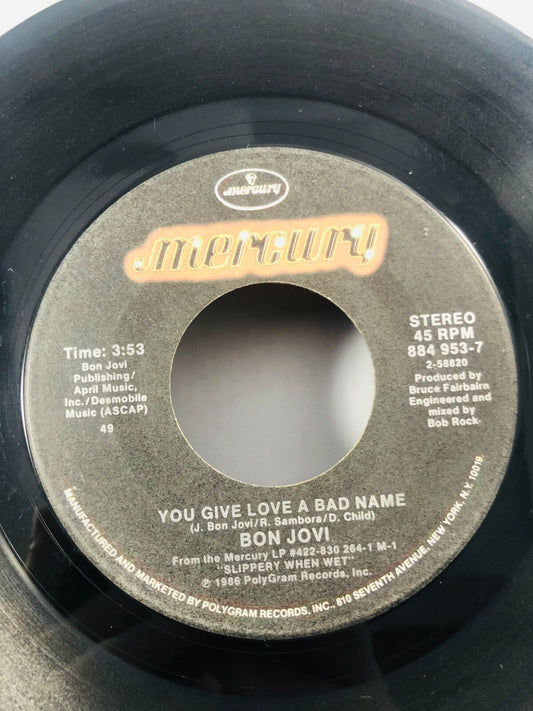 mercury
mercury
Time: 3:53
Bon Jovi
Publishing/
April Music,
Inc./Desmobile
Music (ASCAP)
49
STEREO
45 RPM
884 953-7
2-58820
Produced by
Bruce Fairbairn
Engineered and
mixed by
Bob Rock
YOU GIVE LOVE A BAD NAME
(J. Bon Jovi/R. Sambora/D. Child)
BON JOVI
From the Mercury LP #422-830 264-1 M-1
"SLIPPERY WHEN WET"
℗ 1986 PolyGram Records, Inc.
MANUFACTURED AND MARKETED BY POLYGRAM RECORDS, INC., 810 SEVENTH AVENUE, NEW YORK, N.Y. 10019